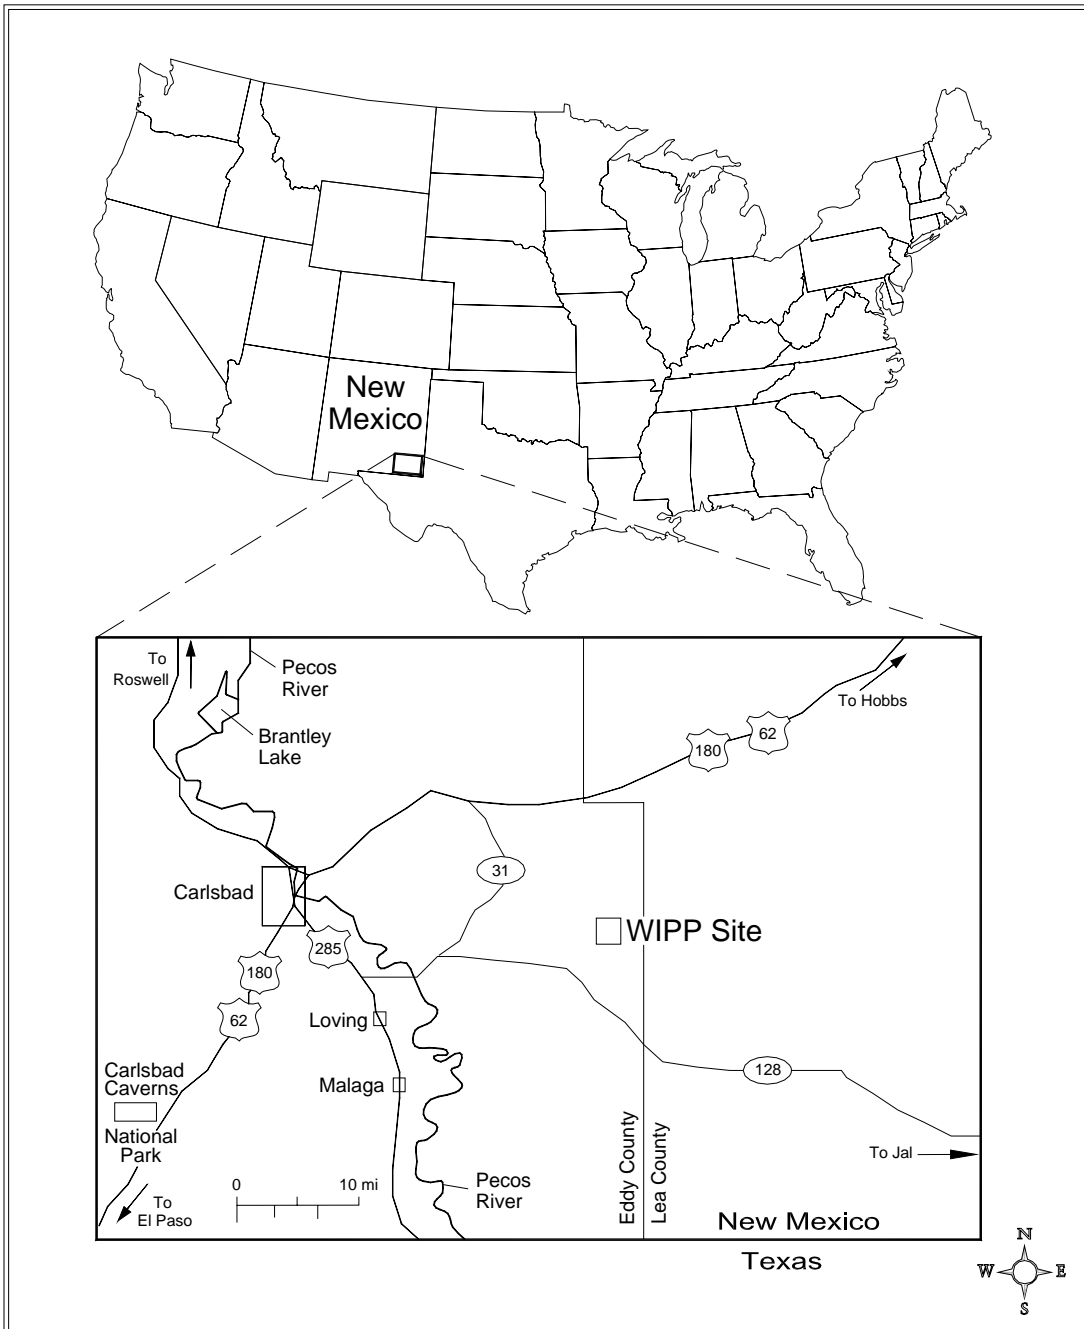 New
Mexico
To
Roswell
Pecos
River
Brantley
Lake
To Hobbs
62
180
31
Carlsbad
WIPP Site
285
180
62
Loving
Carlsbad
Caverns
National
Park
Malaga
128
To Jal
Eddy County
Lea County
Pecos
River
0 10 mi
To
El Paso
New Mexico
Texas
N
W E
S